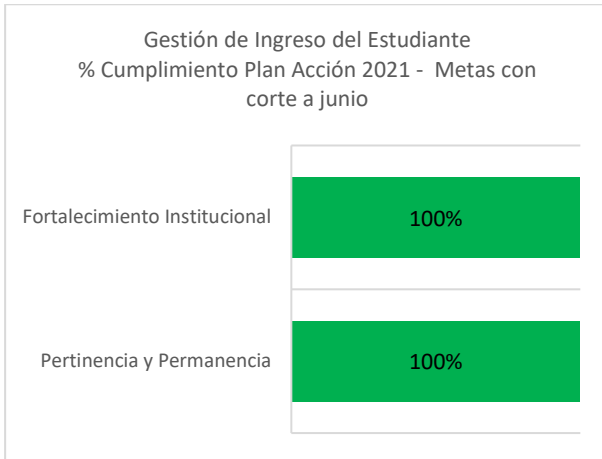 Gestión de Ingreso del Estudiante
% Cumplimiento Plan Acción 2021 - Metas con
corte a junio
Fortalecimiento Institucional
100%
Pertinencia y Permanencia
100%